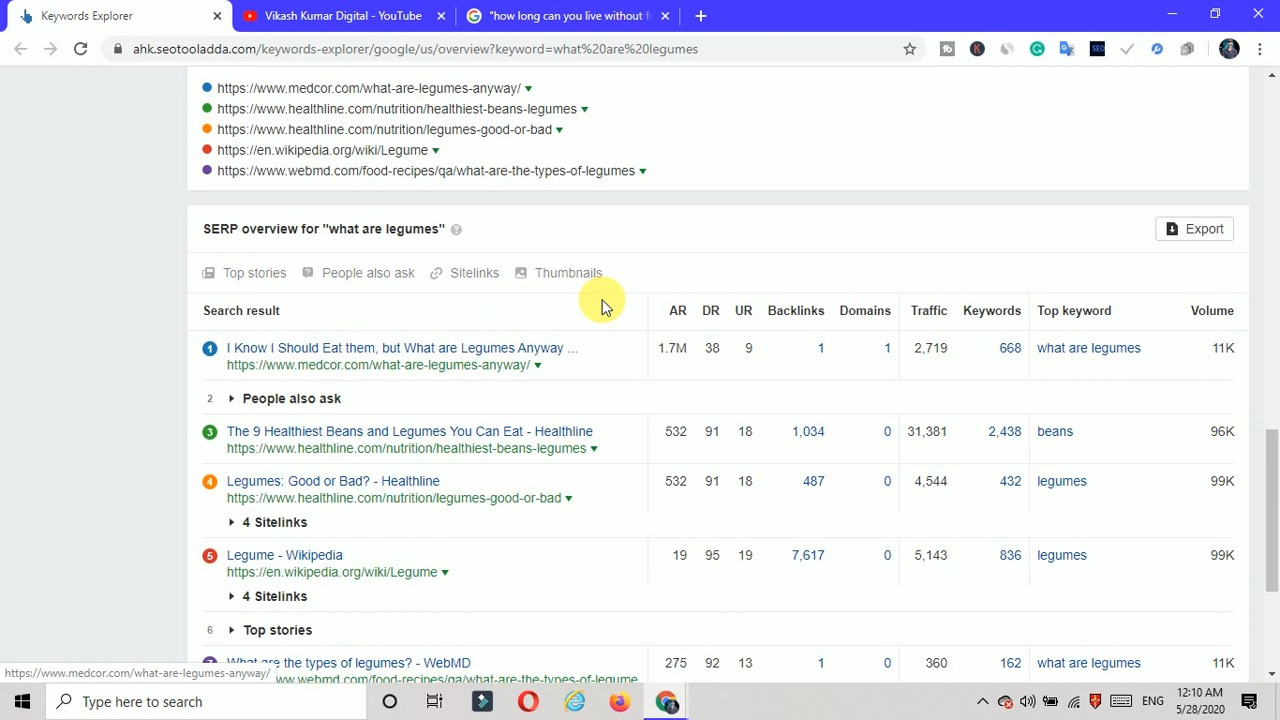 Keywords Explorer
Vikash Kumar Digital - YouTube
"how long can you live without f
ahk.seotooladda.com/keywords-explorer/google/us/overview?keyword=what%20are%20legumes
https://www.medcor.com/what-are-legumes-anyway/
https://www.healthline.com/nutrition/healthiest-beans-legumes
https://www.healthline.com/nutrition/legumes-good-or-bad
https://en.wikipedia.org/wiki/Legume
https://www.webmd.com/food-recipes/qa/what-are-the-types-of-legumes
SERP overview for "what are legumes" ?
Export
Top stories People also ask Sitelinks Thumbnails
Search result AR DR UR Backlinks Domains Traffic Keywords Top keyword Volume
1 I Know I Should Eat them, but What are Legumes Anyway ... 1.7M 38 9 1 1 2,719 668 what are legumes 11K
https://www.medcor.com/what-are-legumes-anyway/
2 People also ask
3 The 9 Healthiest Beans and Legumes You Can Eat - Healthline 532 91 18 1,034 0 31,381 2,438 beans 96K
https://www.healthline.com/nutrition/healthiest-beans-legumes
4 Legumes: Good or Bad? - Healthline 532 91 18 487 0 4,544 432 legumes 99K
https://www.healthline.com/nutrition/legumes-good-or-bad
4 Sitelinks
5 Legume - Wikipedia 19 95 19 7,617 0 5,143 836 legumes 99K
https://en.wikipedia.org/wiki/Legume
4 Sitelinks
6 Top stories
7 What are the types of legumes? - WebMD 275 92 13 1 0 360 162 what are legumes 11K
https://www.medcor.com/what-are-legumes-anyway/
www.webmd.com/food-recipes/qa/what-are-the-types-of-legume
Type here to search
ENG
12:10 AM
5/28/2020